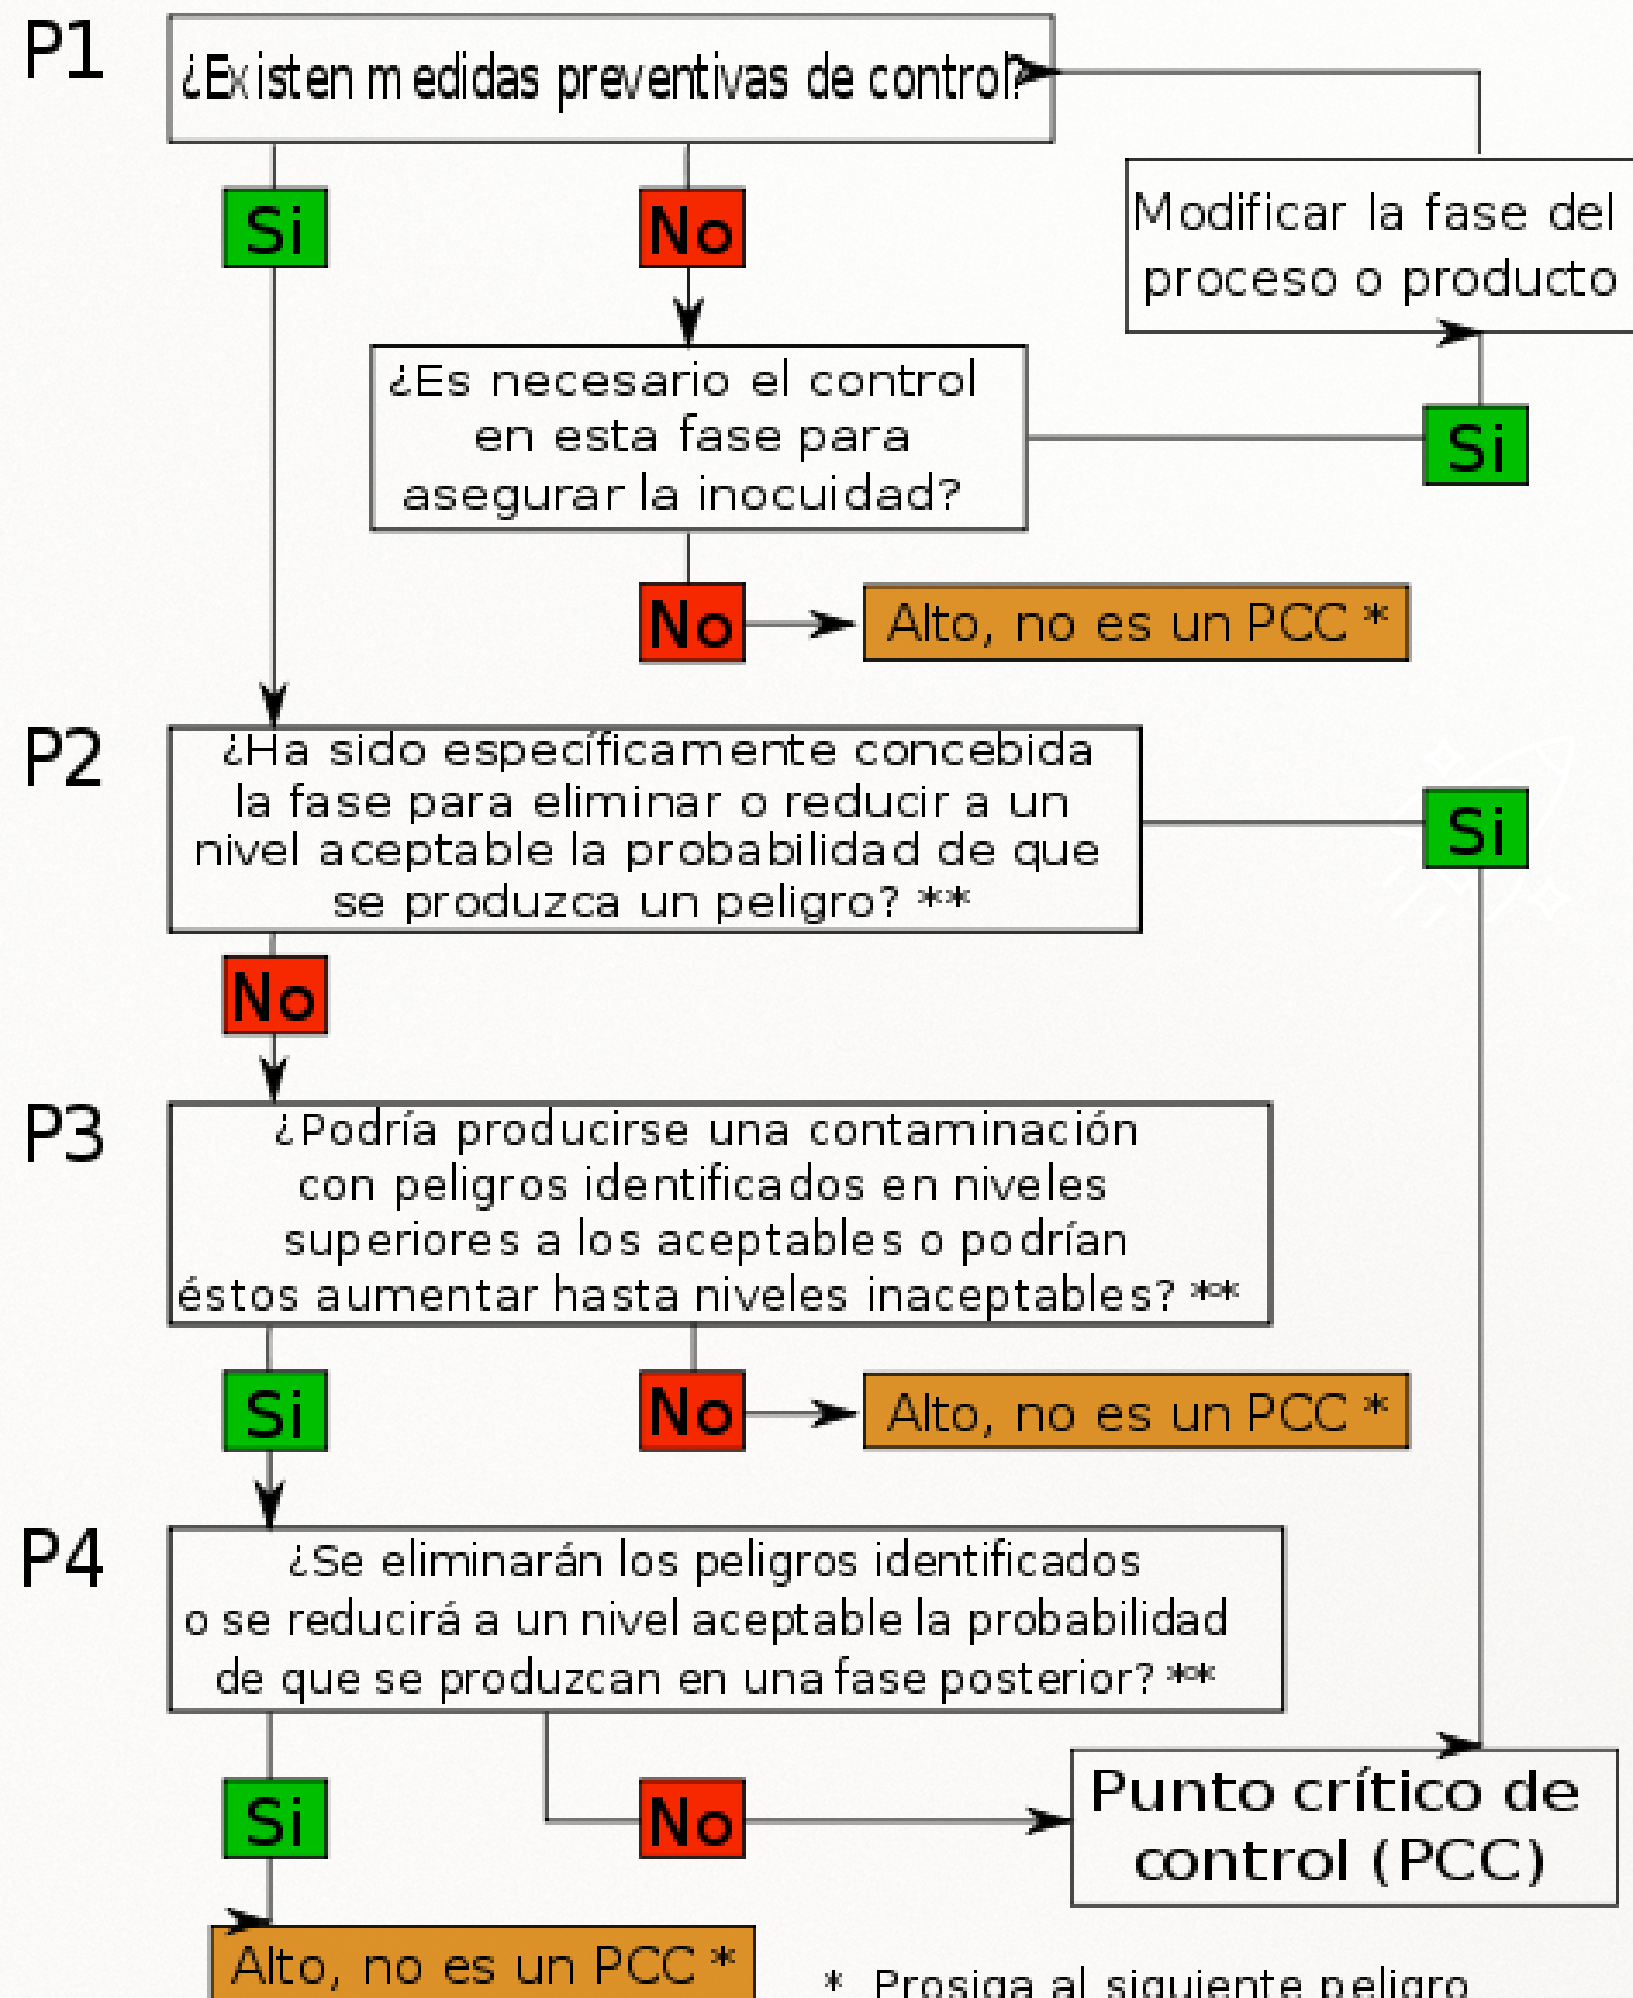 P1
¿Existen medidas preventivas de control?
Si
No
Modificar la fase del
proceso o producto
¿Es necesario el control
en esta fase para
asegurar la inocuidad?
Si
No
Alto, no es un PCC *
P2
¿Ha sido específicamente concebida
la fase para eliminar o reducir a un
nivel aceptable la probabilidad de que
se produzca un peligro? **
Si
No
P3
¿Podría producirse una contaminación
con peligros identificados en niveles
superiores a los aceptables o podrían
éstos aumentar hasta niveles inaceptables? **
Si
No
Alto, no es un PCC *
P4
¿Se eliminarán los peligros identificados
o se reducirá a un nivel aceptable la probabilidad
de que se produzcan en una fase posterior? **
Si
No
Punto crítico de
control (PCC)
Alto, no es un PCC *
* Prosiga al siguiente peligro